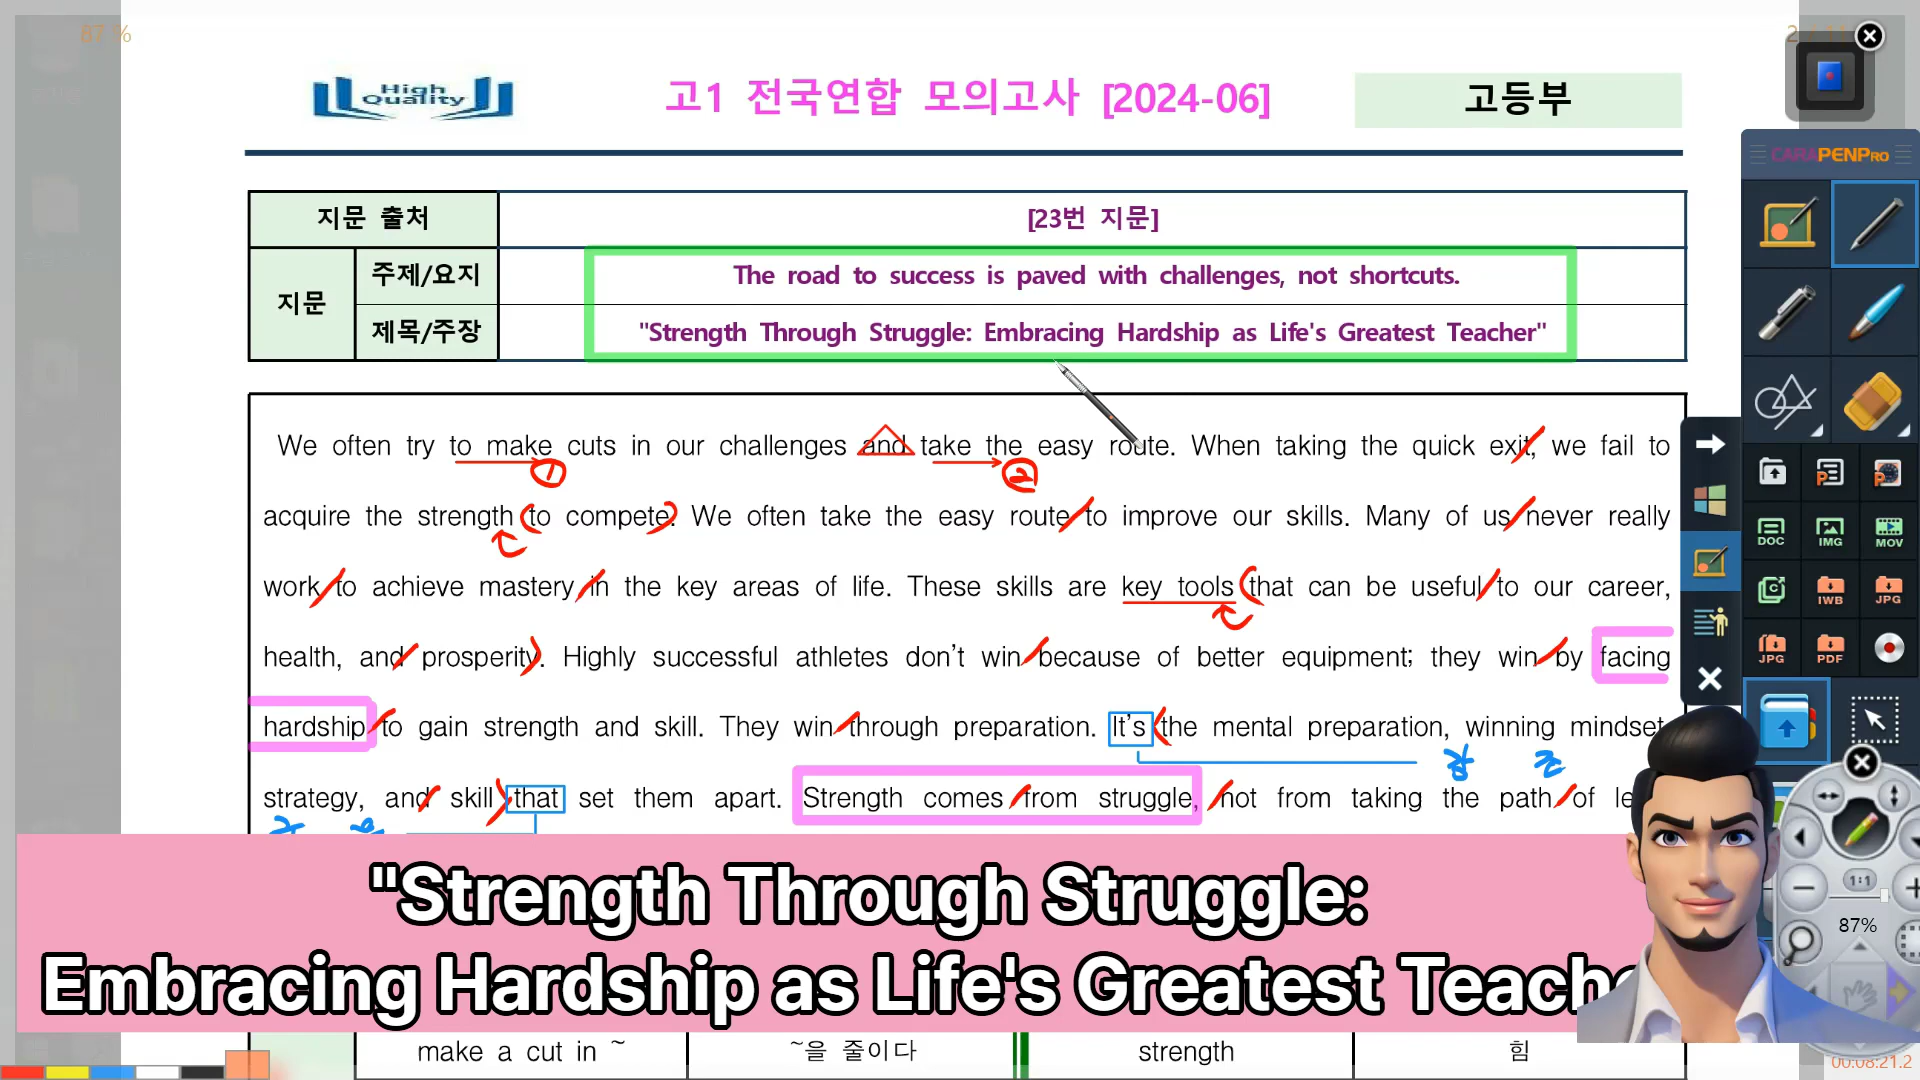 87 %
High
Quality
고1 전국연합 모의고사 [2024-06]
고등부
CARAPENPRO
지문 출처
[23번 지문]
지문
주제/요지
The road to success is paved with challenges, not shortcuts.
제목/주장
"Strength Through Struggle: Embracing Hardship as Life's Greatest Teacher"
We often try to make cuts in our challenges and take the easy route. When taking the quick exit, we fail to
① ②
acquire the strength to compete. We often take the easy route to improve our skills. Many of us never really
work to achieve mastery in the key areas of life. These skills are key tools that can be useful to our career,
health, and prosperity. Highly successful athletes don't win because of better equipment; they win by facing
hardship to gain strength and skill. They win through preparation. It's the mental preparation, winning mindset,
strategy, and skill that set them apart. Strength comes from struggle, not from taking the path of
DOC IMG MOV
IWB JPG
JPG PDF
1:1
87%
"Strength Through Struggle:
Embracing Hardship as Life's Greatest Teache
make a cut in ~
~을 줄이다
strength
힘
00:08:21.2